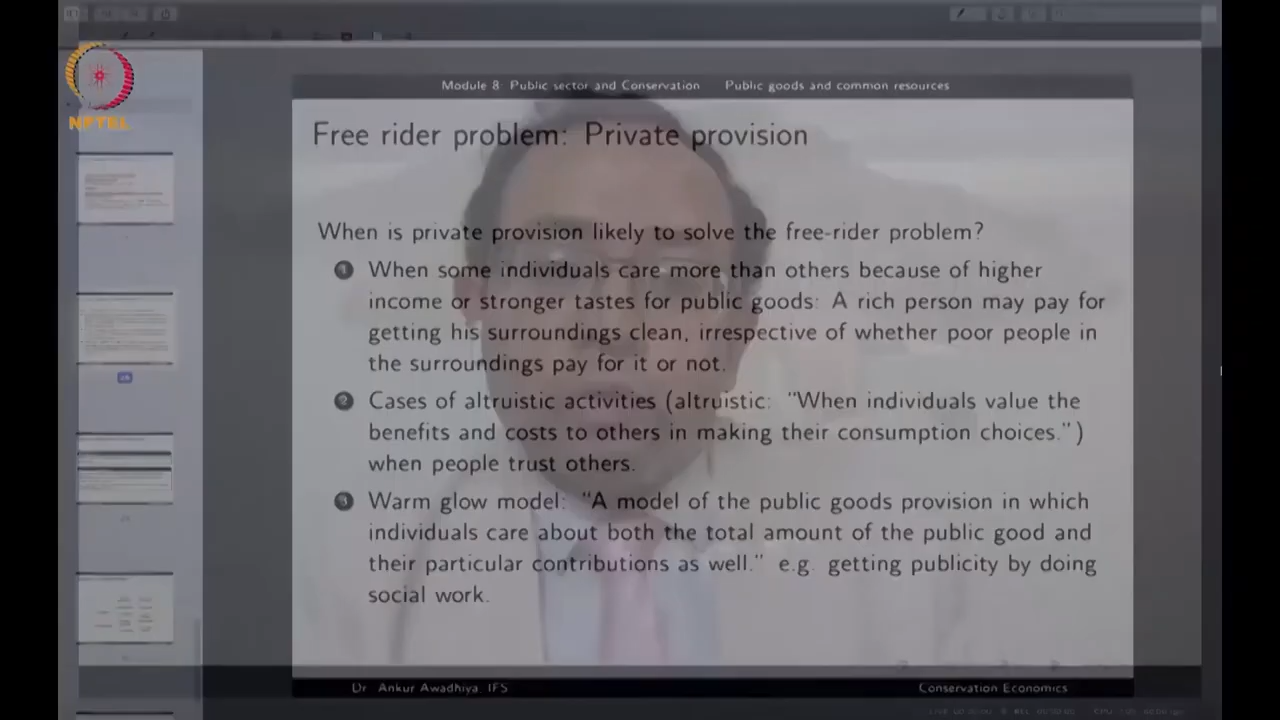 NPTEL
Module 8: Public sector and Conservation Public goods and common resources
Free rider problem: Private provision
When is private provision likely to solve the free-rider problem?
1 When some individuals care more than others because of higher
income or stronger tastes for public goods: A rich person may pay for
getting his surroundings clean, irrespective of whether poor people in
the surroundings pay for it or not.
2 Cases of altruistic activities (altruistic: "When individuals value the
benefits and costs to others in making their consumption choices.")
when people trust others.
3 Warm glow model: "A model of the public goods provision in which
individuals care about both the total amount of the public good and
their particular contributions as well." e.g. getting publicity by doing
social work.
Dr. Ankur Awadhiya, IFS Conservation Economics